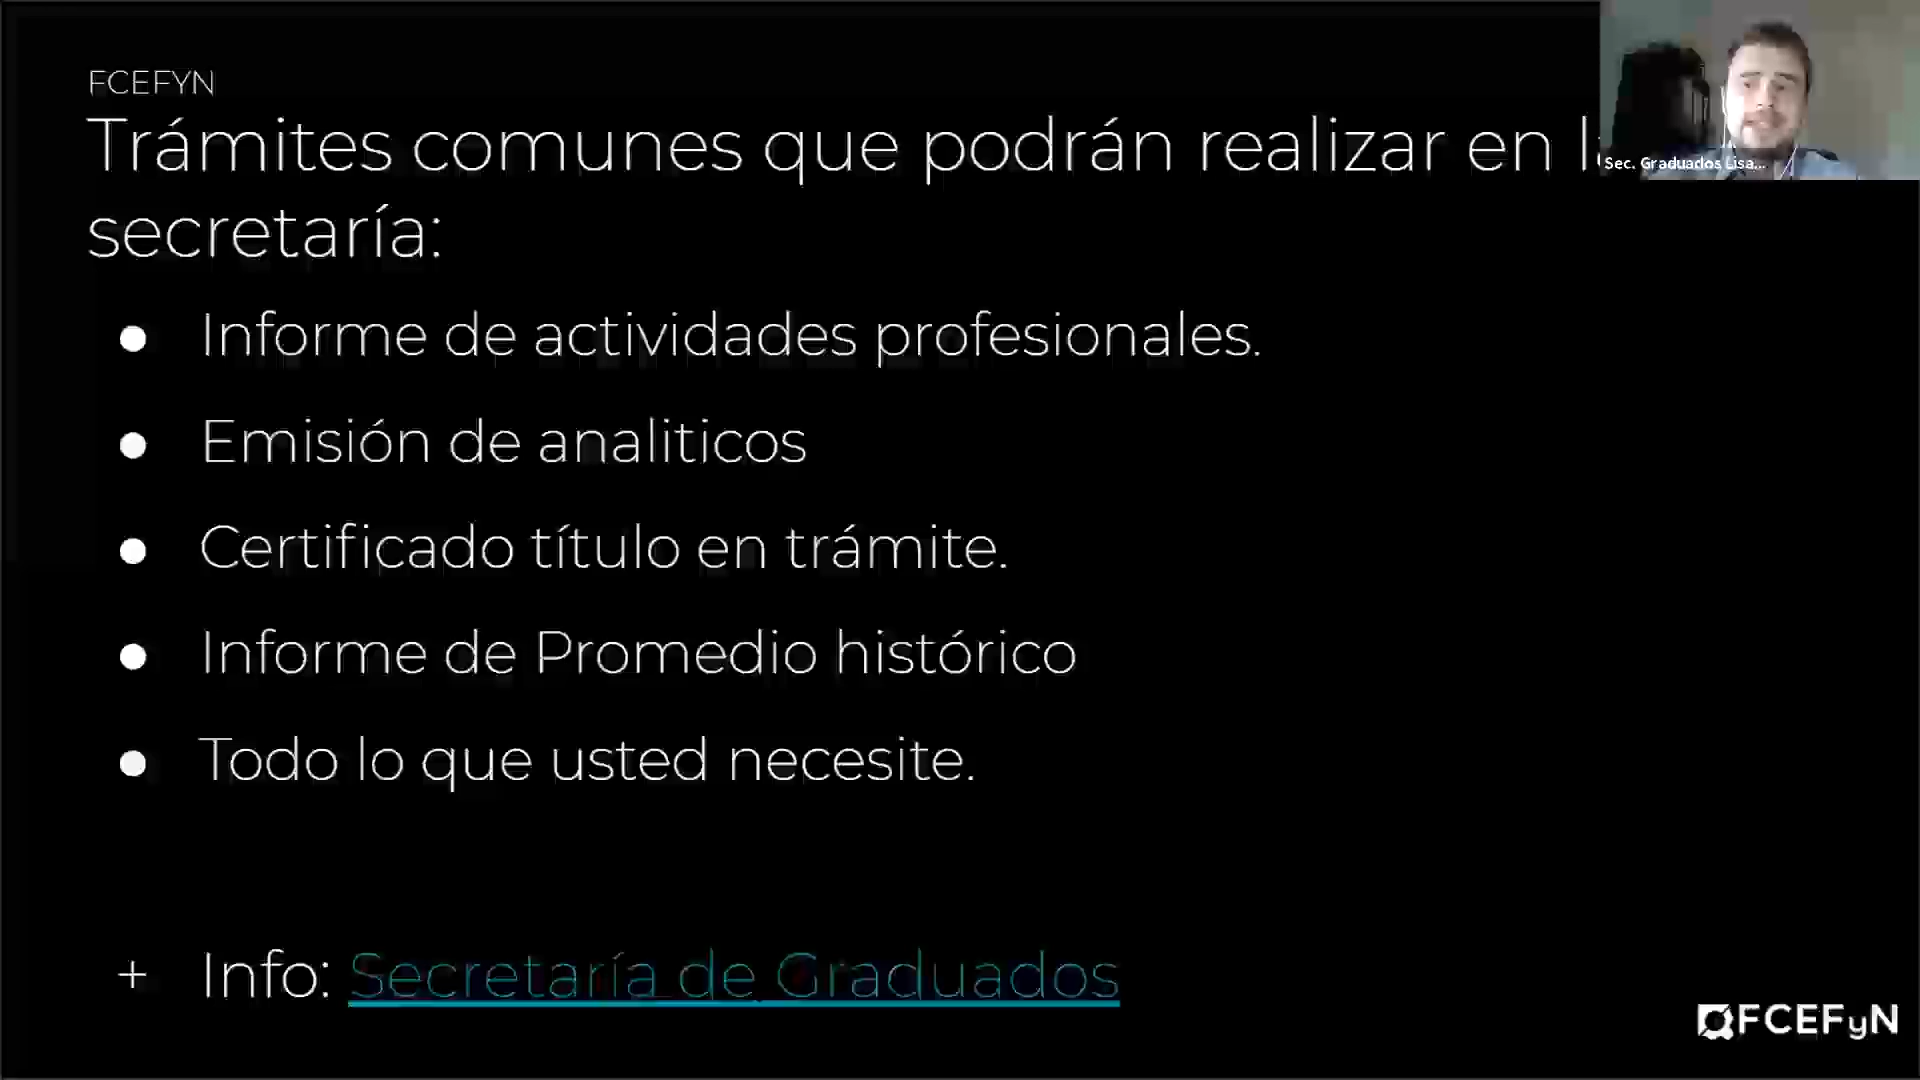 FCEFYN
Trámites comunes que podrán realizar en
secretaría:
● Informe de actividades profesionales.
● Emisión de analiticos
● Certificado título en trámite.
● Informe de Promedio histórico
● Todo lo que usted necesite.
+ Info: Secretaría de Graduados
Sec. Graduados Lisa...
FCEFyN